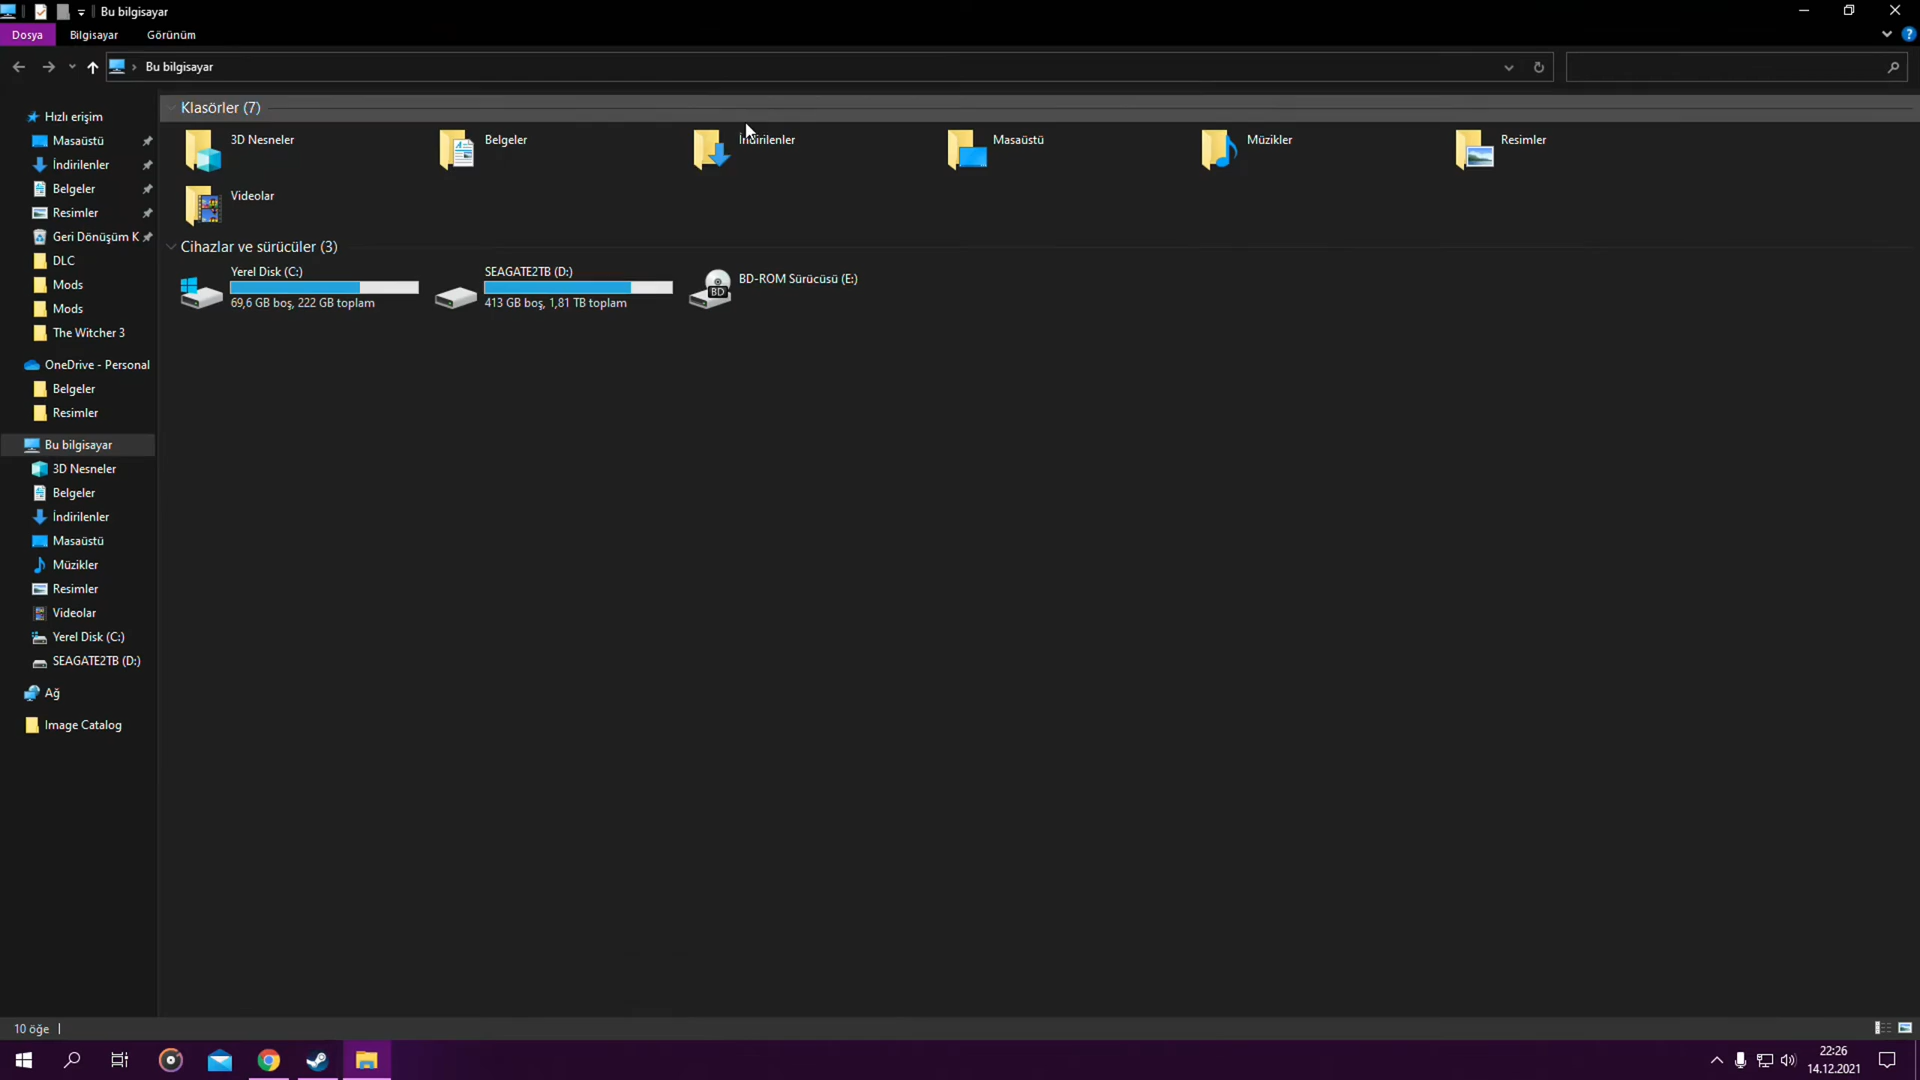 Bu bilgisayar
Dosya
Bilgisayar
Görünüm
Bu bilgisayar
Hızlı erişim
Masaüstü
İndirilenler
Belgeler
Resimler
Geri Dönüşüm K
DLC
Mods
Mods
The Witcher 3
OneDrive - Personal
Belgeler
Resimler
Bu bilgisayar
3D Nesneler
Belgeler
İndirilenler
Masaüstü
Müzikler
Resimler
Videolar
Yerel Disk (C:)
SEAGATE2TB (D:)
Ağ
Image Catalog
Klasörler (7)
3D Nesneler
Belgeler
İndirilenler
Masaüstü
Müzikler
Resimler
Videolar
Cihazlar ve sürücüler (3)
Yerel Disk (C:)
69,6 GB boş, 222 GB toplam
SEAGATE2TB (D:)
413 GB boş, 1,81 TB toplam
BD
BD-ROM Sürücüsü (E:)
10 öğe
22:26
14.12.2021